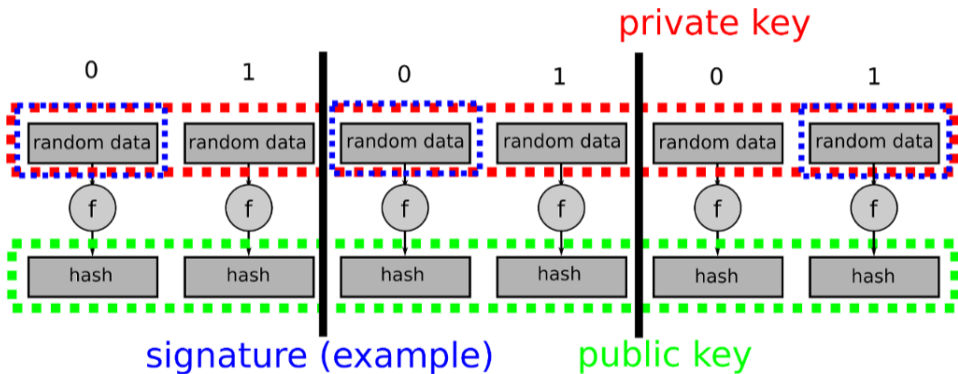 private key
0 1 0 1 0 1
random data random data random data random data random data random data
f f f f f f
hash hash hash hash hash hash
signature (example) public key